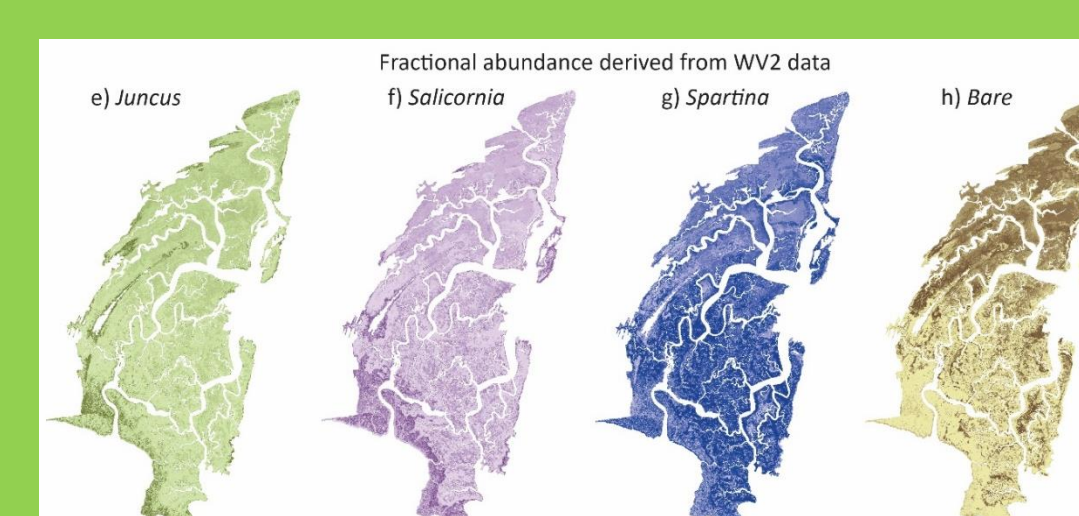 Fractional abundance derived from WV2 data
e) Juncus
f) Salicornia
g) Spartina
h) Bare